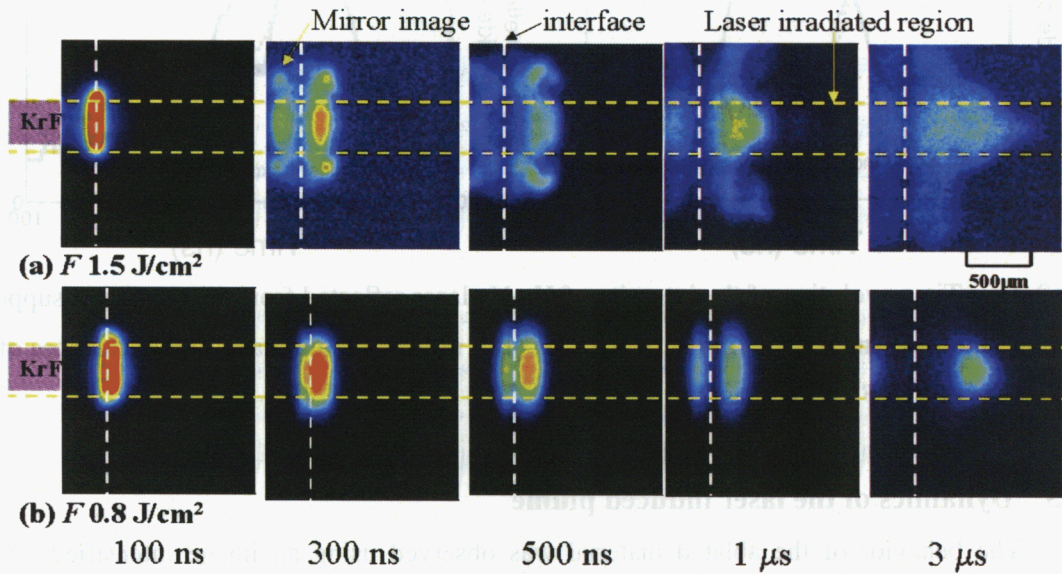 Mirror image
interface
Laser irradiated region
KrF
(a) F 1.5 J/cm²
500μm
KrF
(b) F 0.8 J/cm²
100 ns
300 ns
500 ns
1 μs
3 μs